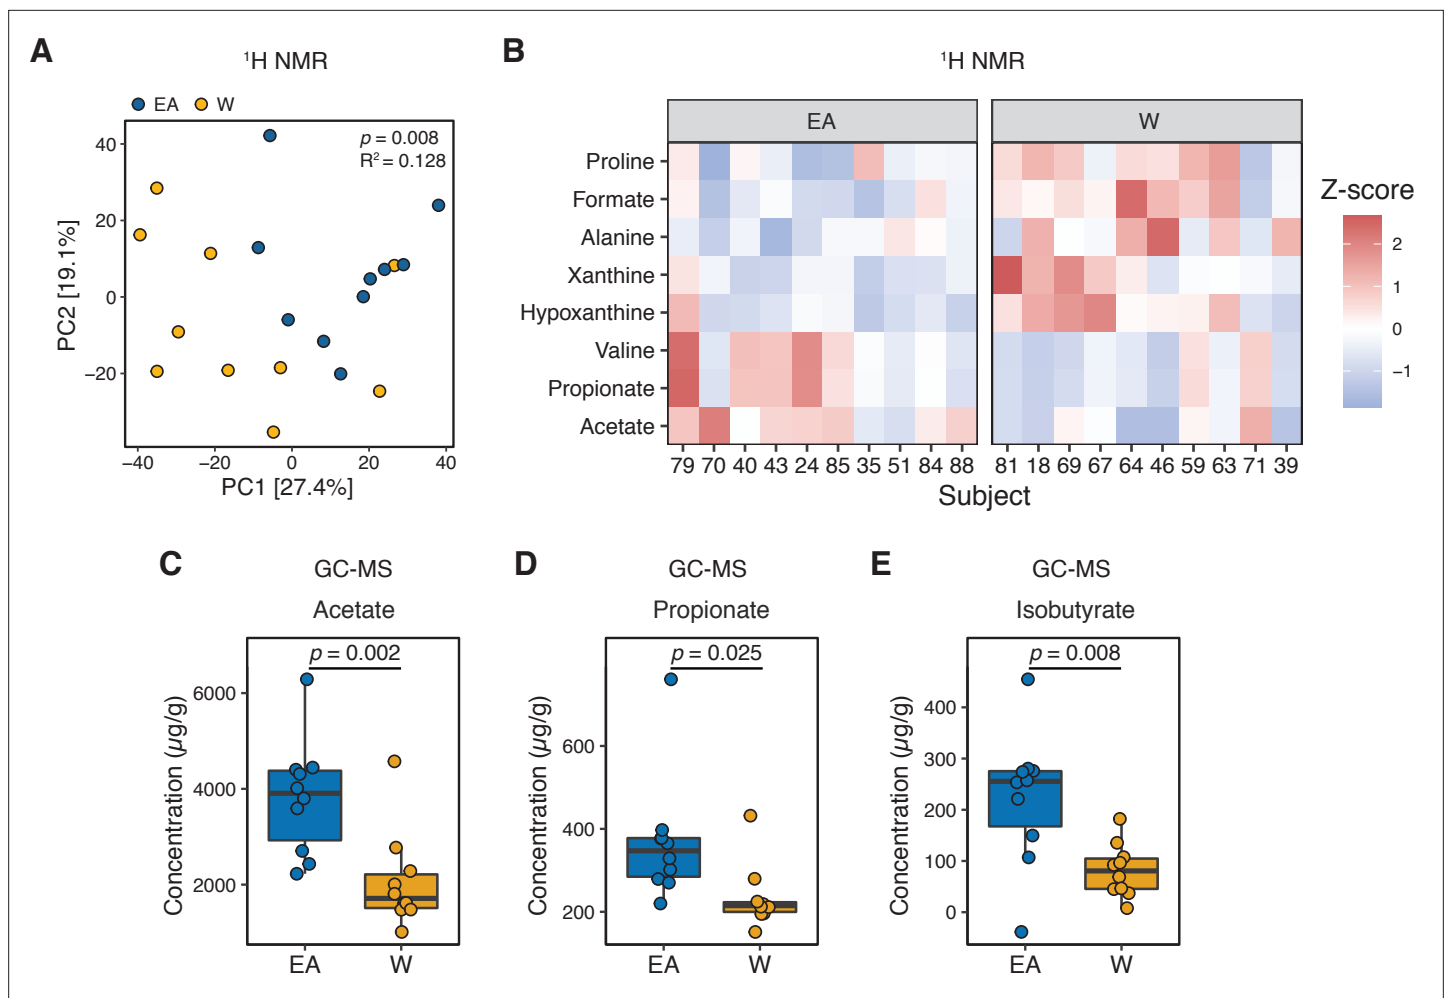 A
¹H NMR
EA
W
p = 0.008
R² = 0.128
40
20
0
−20
−40
−20
0
20
40
PC2 [19.1%]
PC1 [27.4%]
B
¹H NMR
EA
W
Proline
Formate
Alanine
Xanthine
Hypoxanthine
Valine
Propionate
Acetate
79 70 40 43 24 85 35 51 84 88
81 18 69 67 64 46 59 63 71 39
Subject
Z-score
2
1
0
−1
C
GC-MS
Acetate
p = 0.002
6000
4000
2000
Concentration (µg/g)
EA
W
D
GC-MS
Propionate
p = 0.025
600
400
200
Concentration (µg/g)
EA
W
E
GC-MS
Isobutyrate
p = 0.008
400
300
200
100
0
Concentration (µg/g)
EA
W